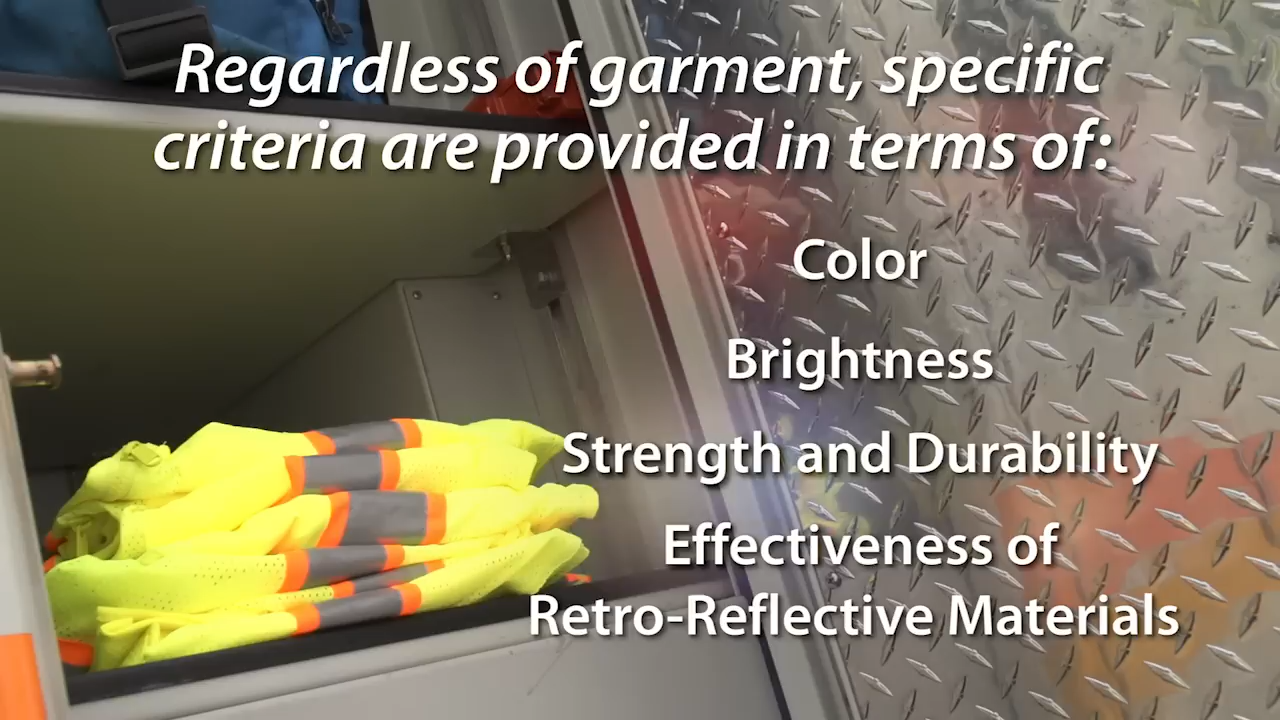 Regardless of garment, specific
criteria are provided in terms of:
Color
Brightness
Strength and Durability
Effectiveness of
Retro-Reflective Materials